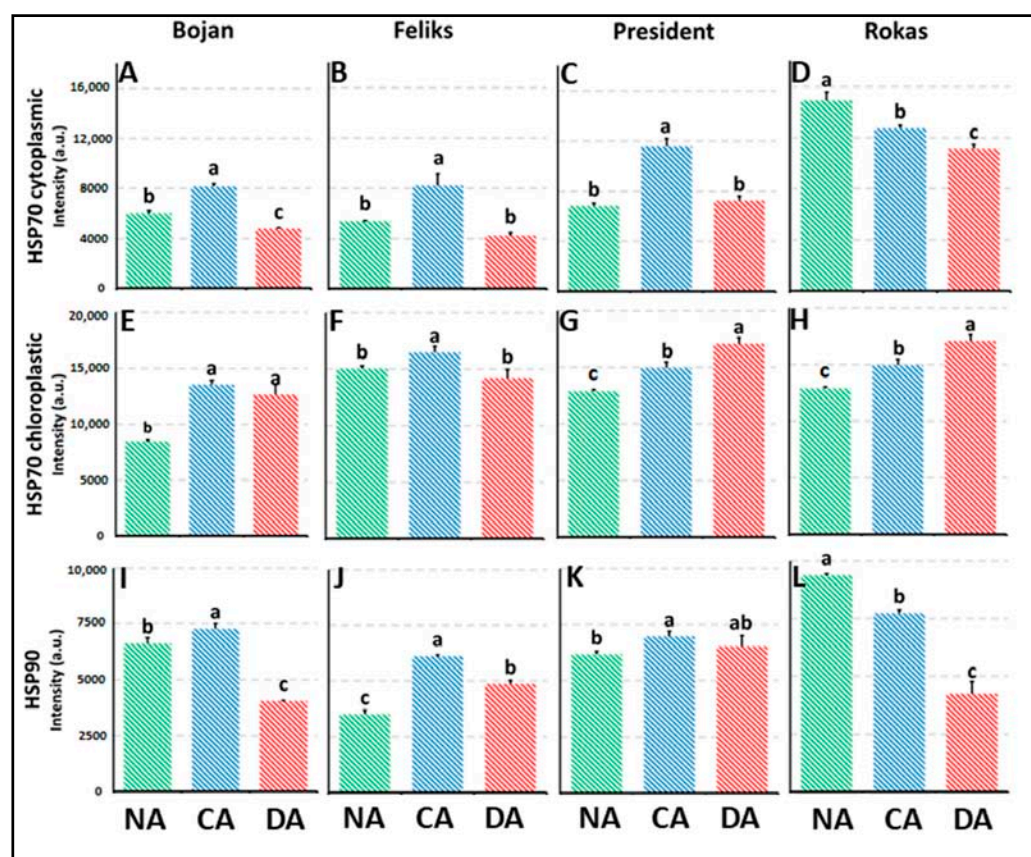 Bojan Feliks President Rokas
HSP70 cytoplasmic
Intensity (a.u.)
16,000
12,000
8000
4000
0
A
b
a
c
B
b
a
b
C
b
a
b
D
a
b
c
HSP70 chloroplastic
Intensity (a.u.)
20,000
15,000
10,000
5000
0
E
b
a
a
F
b
a
b
G
c
b
a
H
c
b
a
HSP90
Intensity (a.u.)
10,000
7500
5000
2500
0
I
b
a
c
J
c
a
b
K
b
a
ab
L
a
b
c
NA CA DA NA CA DA NA CA DA NA CA DA